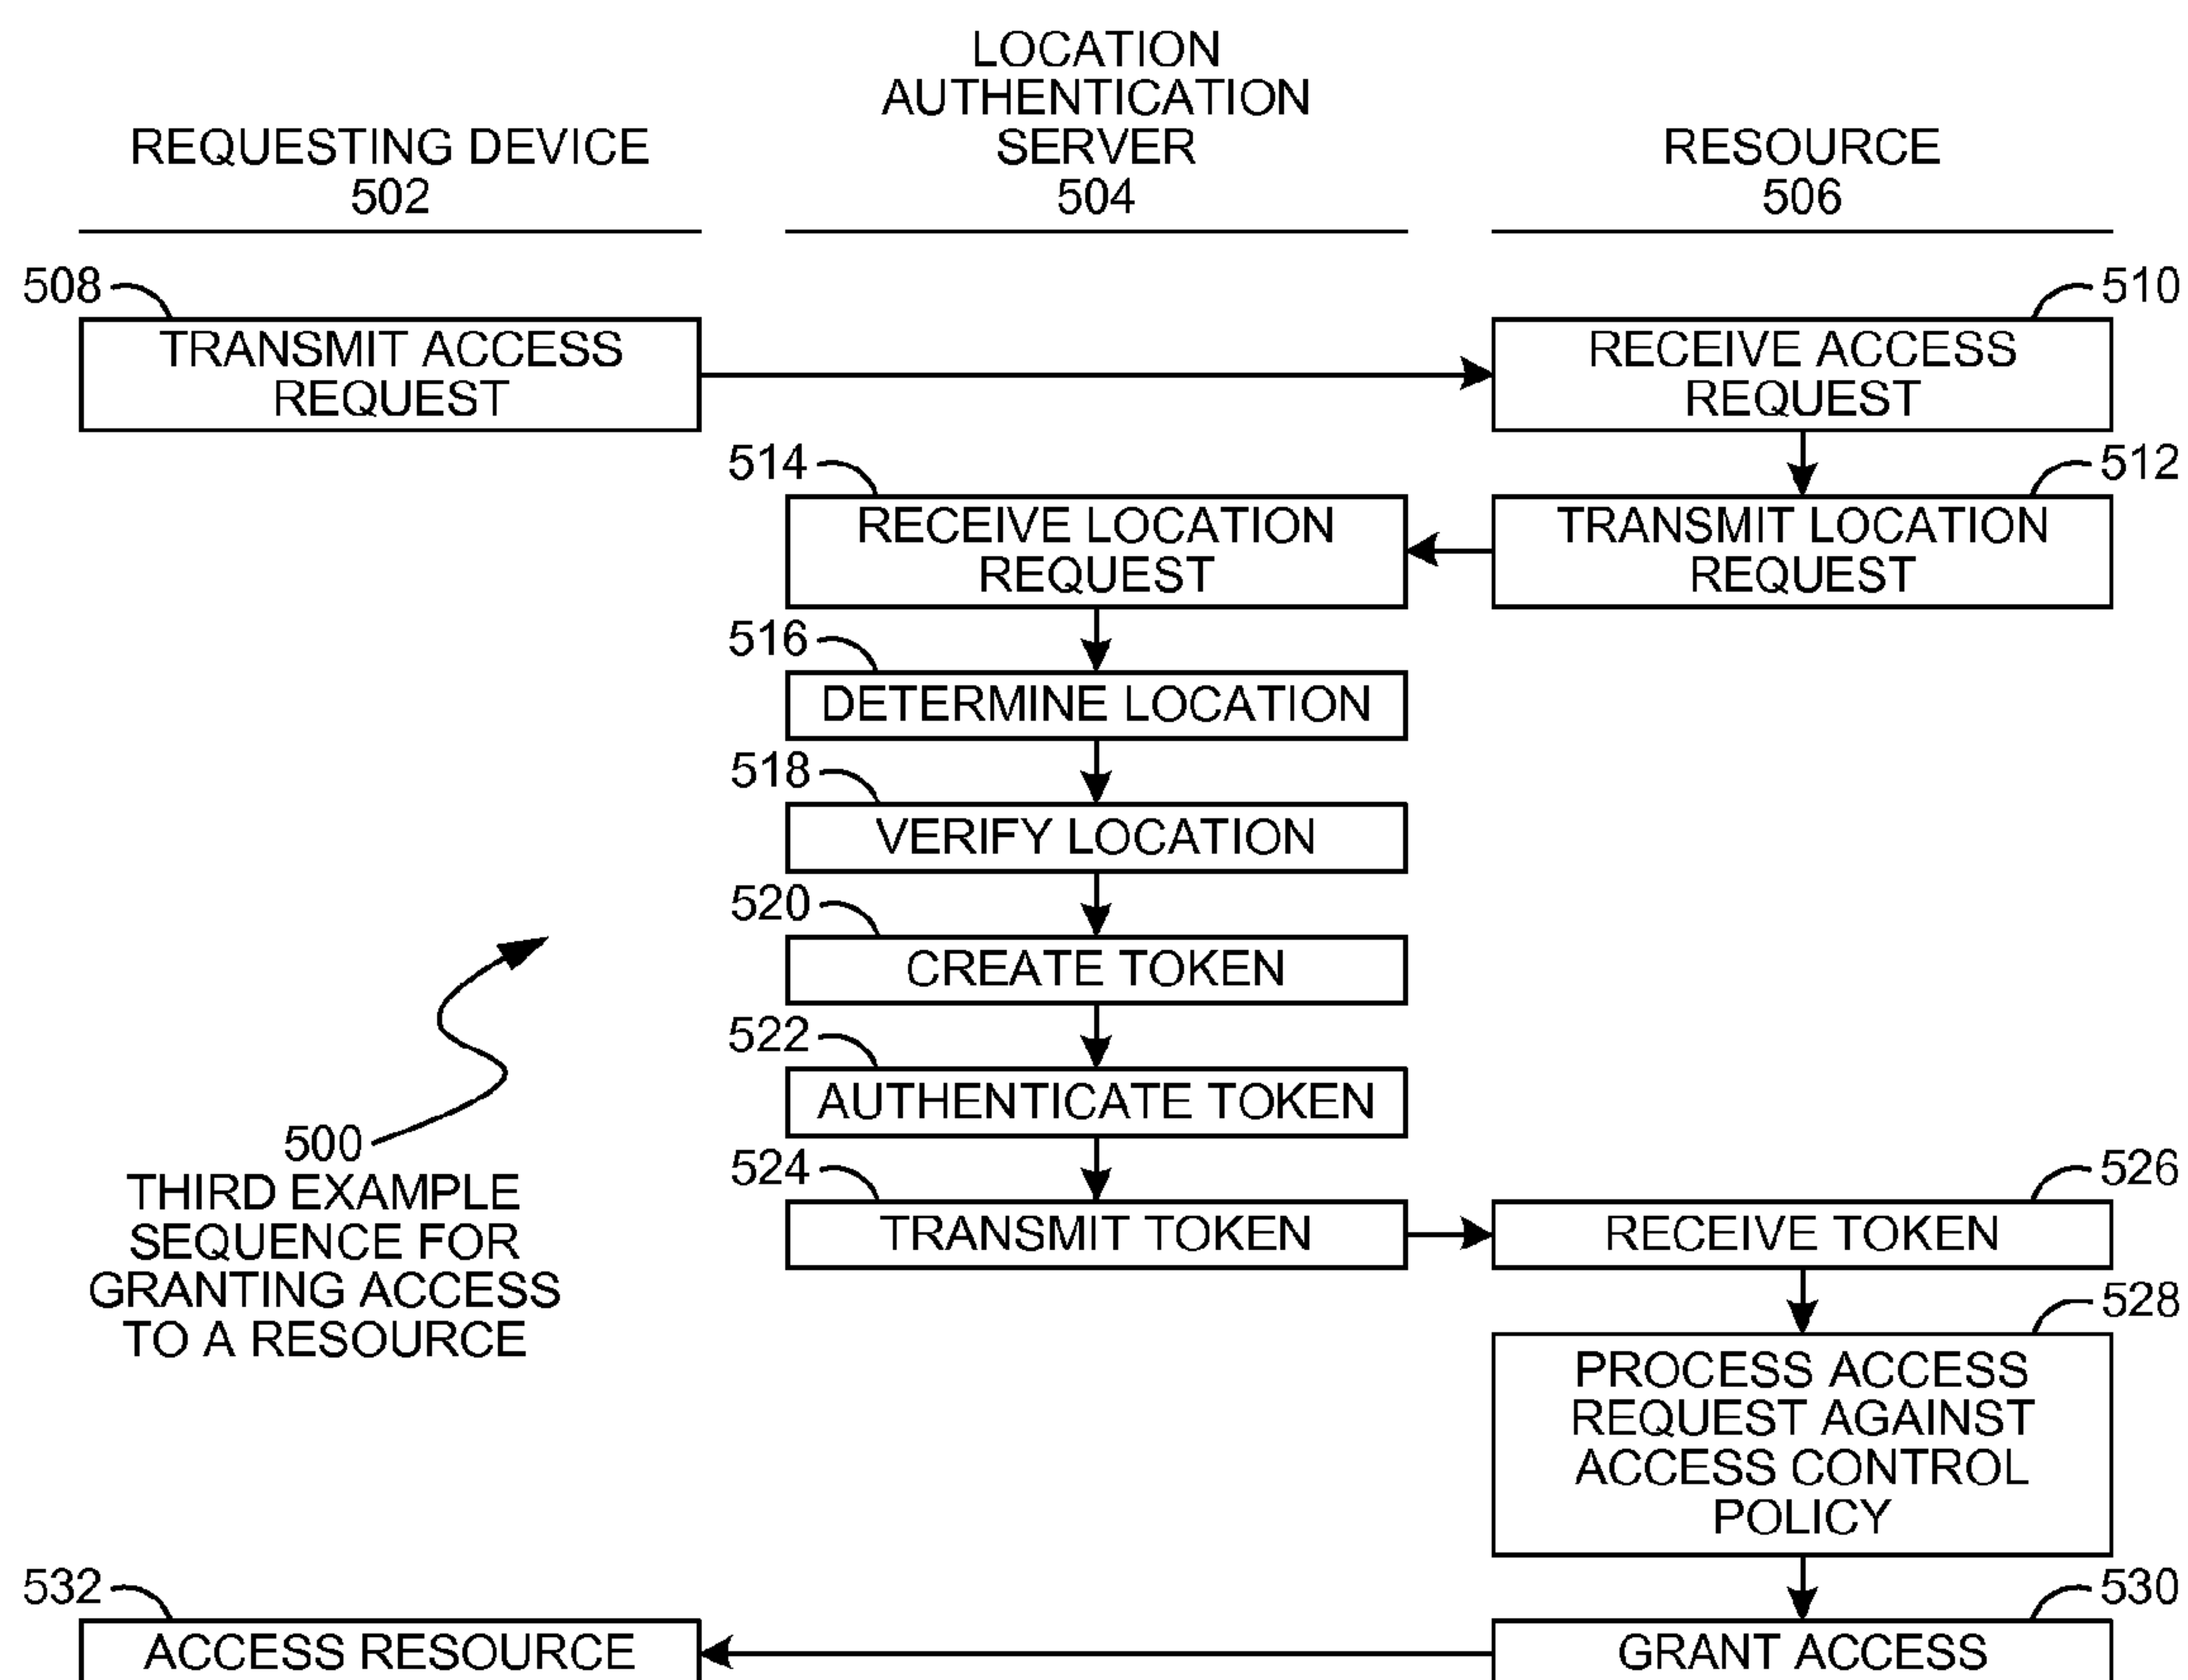 LOCATION
AUTHENTICATION
SERVER
504
REQUESTING DEVICE
502
RESOURCE
506
508
TRANSMIT ACCESS
REQUEST
510
RECEIVE ACCESS
REQUEST
514
RECEIVE LOCATION
REQUEST
512
TRANSMIT LOCATION
REQUEST
516
DETERMINE LOCATION
518
VERIFY LOCATION
520
CREATE TOKEN
522
AUTHENTICATE TOKEN
500
THIRD EXAMPLE
SEQUENCE FOR
GRANTING ACCESS
TO A RESOURCE
524
TRANSMIT TOKEN
526
RECEIVE TOKEN
528
PROCESS ACCESS
REQUEST AGAINST
ACCESS CONTROL
POLICY
532
ACCESS RESOURCE
530
GRANT ACCESS